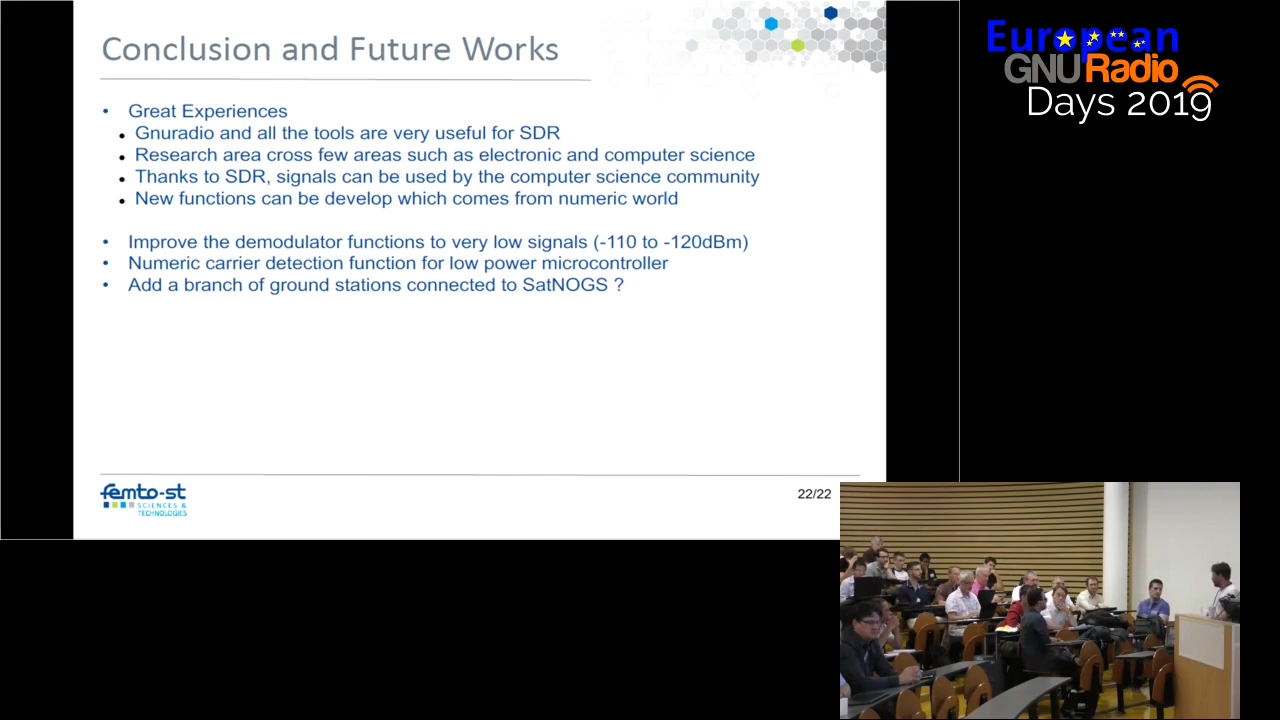 Conclusion and Future Works
• Great Experiences
• Gnuradio and all the tools are very useful for SDR
• Research area cross few areas such as electronic and computer science
• Thanks to SDR, signals can be used by the computer science community
• New functions can be develop which comes from numeric world
• Improve the demodulator functions to very low signals (-110 to -120dBm)
• Numeric carrier detection function for low power microcontroller
• Add a branch of ground stations connected to SatNOGS ?
femto-st
SCIENCES &
TECHNOLOGIES
22/22
European
GNURadio
Days 2019